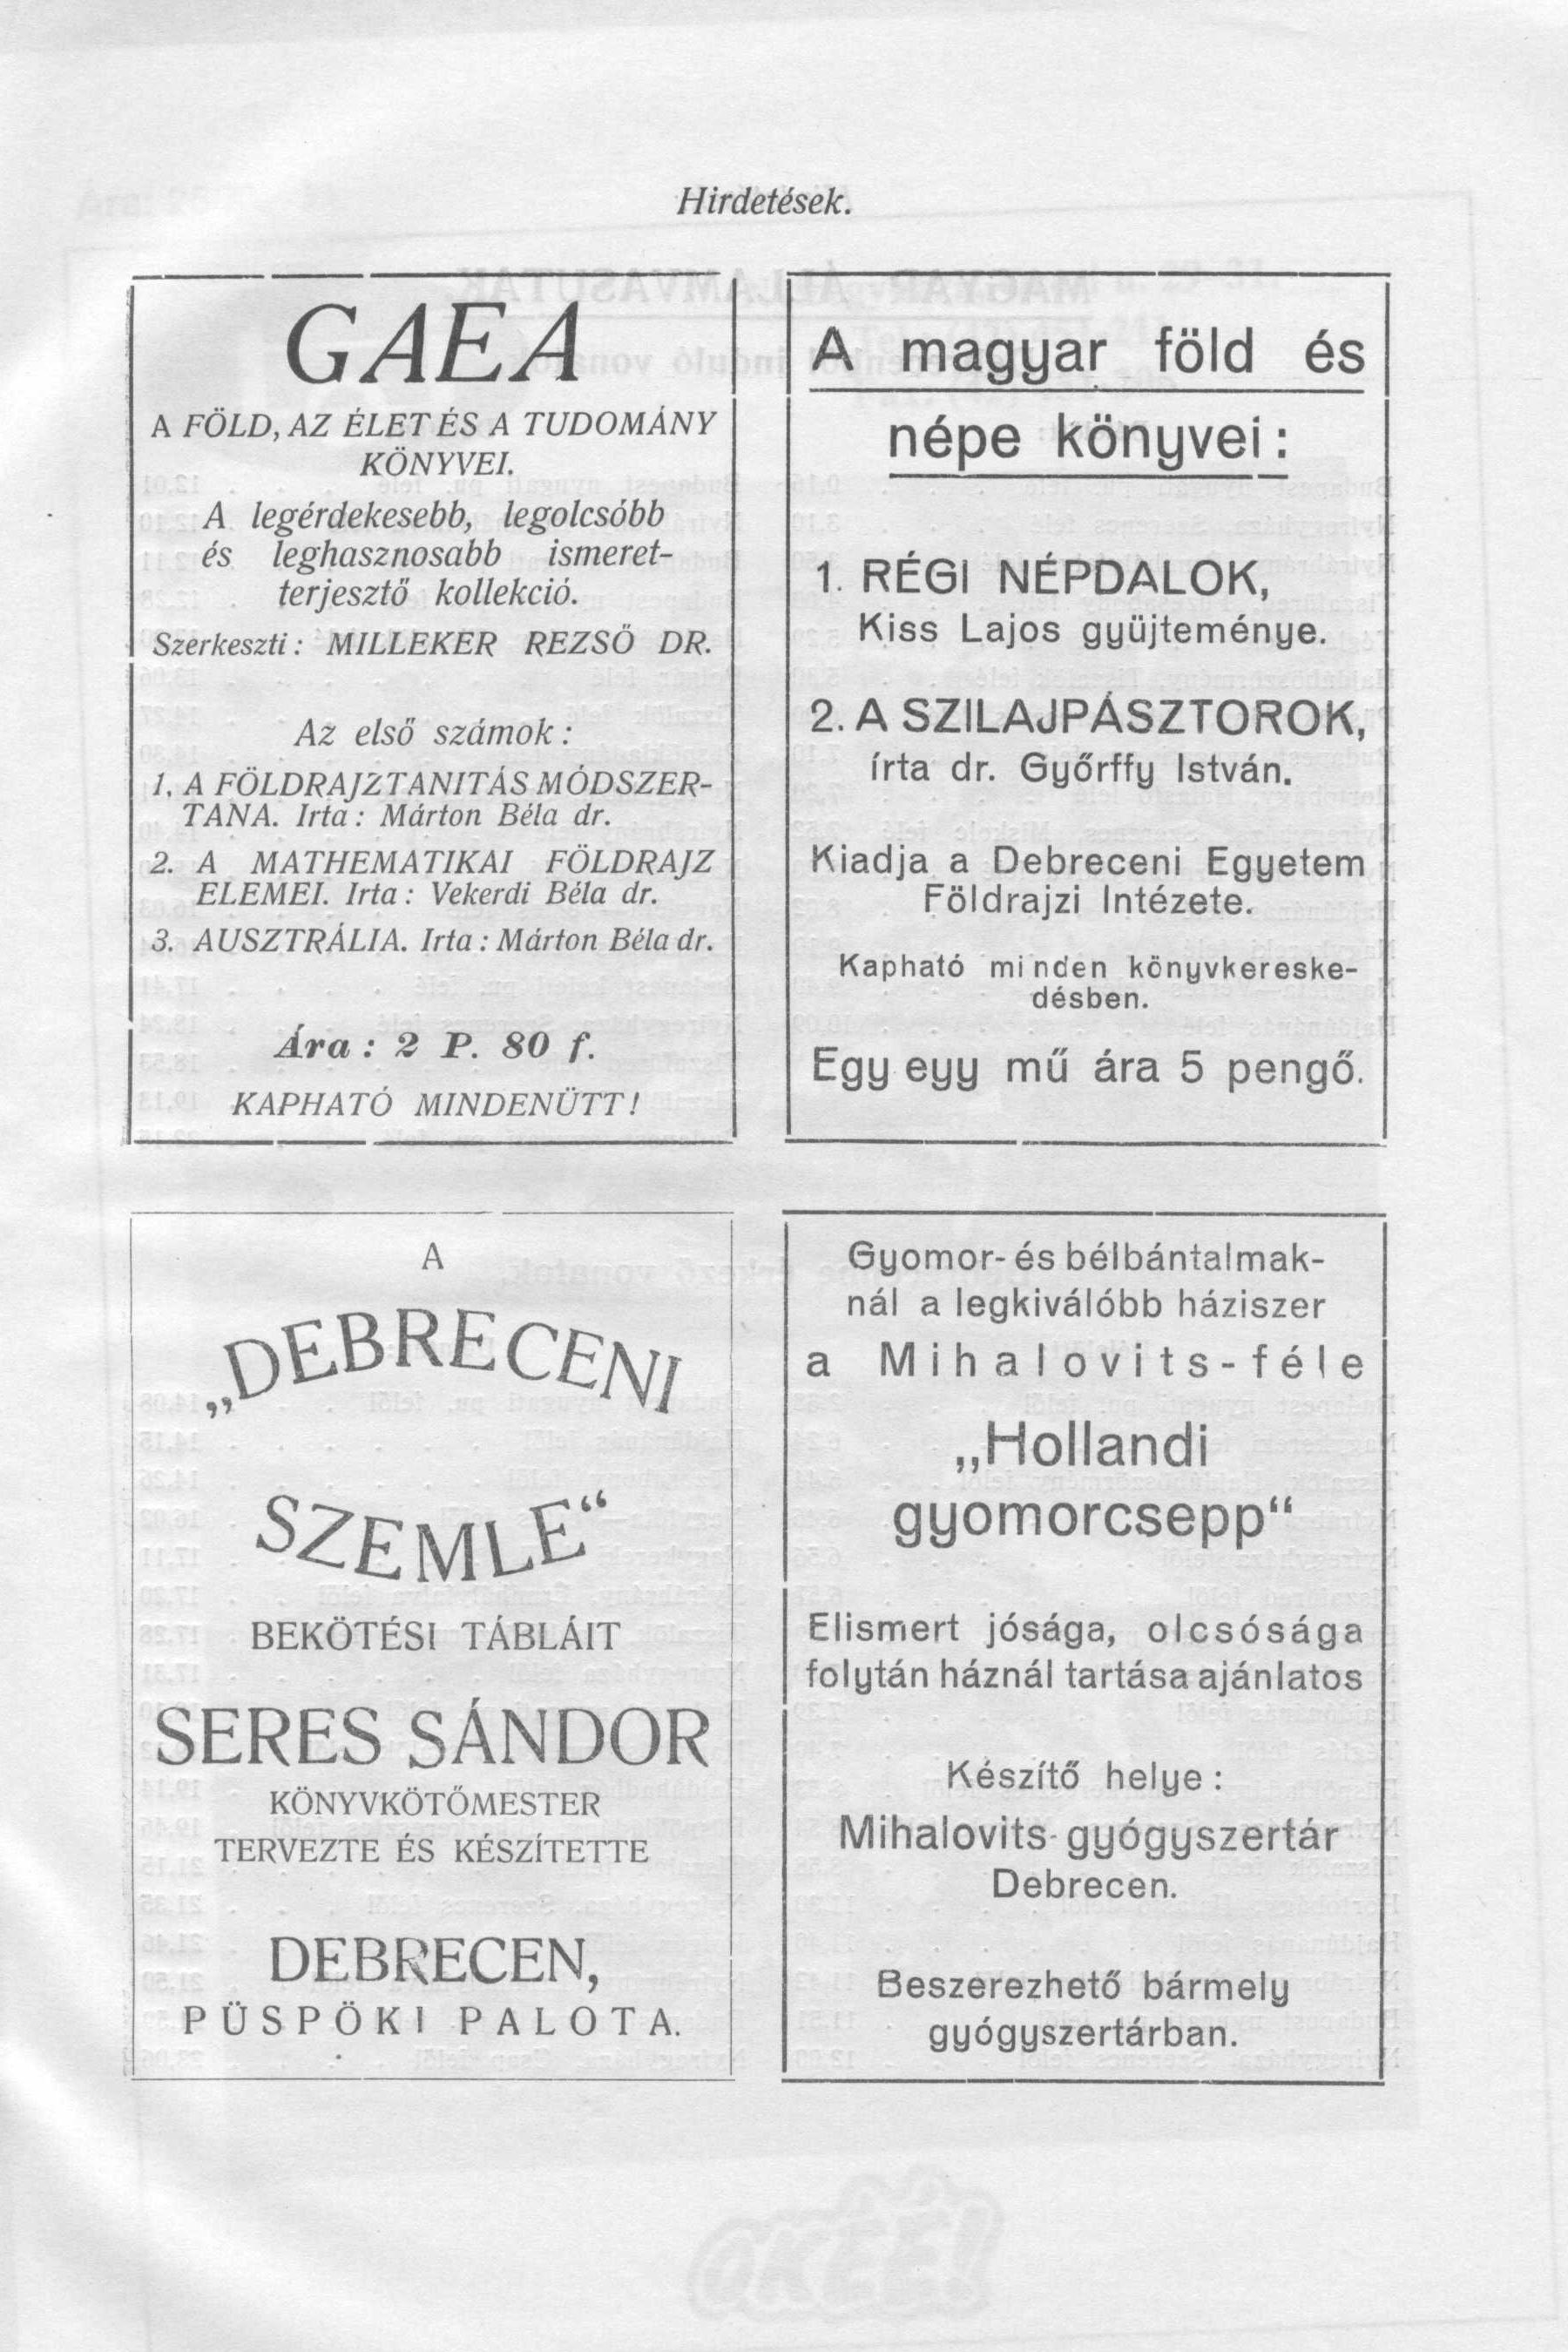 Hirdetések.
GAEA
A FÖLD, AZ ÉLET ÉS A TUDOMÁNY
KÖNYVEI.
A legérdekesebb, legolcsóbb
és leghasznosabb ismeret-
terjesztő kollekció.
Szerkeszti: MILLEKER REZSŐ DR.
Az első számok:
1. A FÖLDRAJZTANITÁS MÓDSZER-
TANA. Irta: Márton Béla dr.
2. A MATHEMATIKAI FÖLDRAJZ
ELEMEI. Irta: Vekerdi Béla dr.
3. AUSZTRÁLIA. Irta: Márton Béla dr.
Ára: 2 P. 80 f.
KAPHATÓ MINDENÜTT!
A magyar föld és
népe könyvei:
1. RÉGI NÉPDALOK,
Kiss Lajos gyüjteménye.
2. A SZILAJPÁSZTOROK,
írta dr. Győrffy István.
Kiadja a Debreceni Egyetem
Földrajzi Intézete.
Kapható minden könyvkereske-
désben.
Egy eyy mű ára 5 pengő.
A
„DEBRECENI
SZEMLE“
BEKÖTÉSI TÁBLÁIT
SERES SÁNDOR
KÖNYVKÖTŐMESTER
TERVEZTE ÉS KÉSZÍTETTE
DEBRECEN,
PÜSPÖKI PALOTA.
Gyomor- és bélbántalmak-
nál a legkiválóbb háziszer
a Mihalovits-féle
„Hollandi
gyomorcsepp“
Elismert jósága, olcsósága
folytán háznál tartása ajánlatos
Készítő helye:
Mihalovits-gyógyszertár
Debrecen.
Beszerezhető bármely
gyógyszertárban.